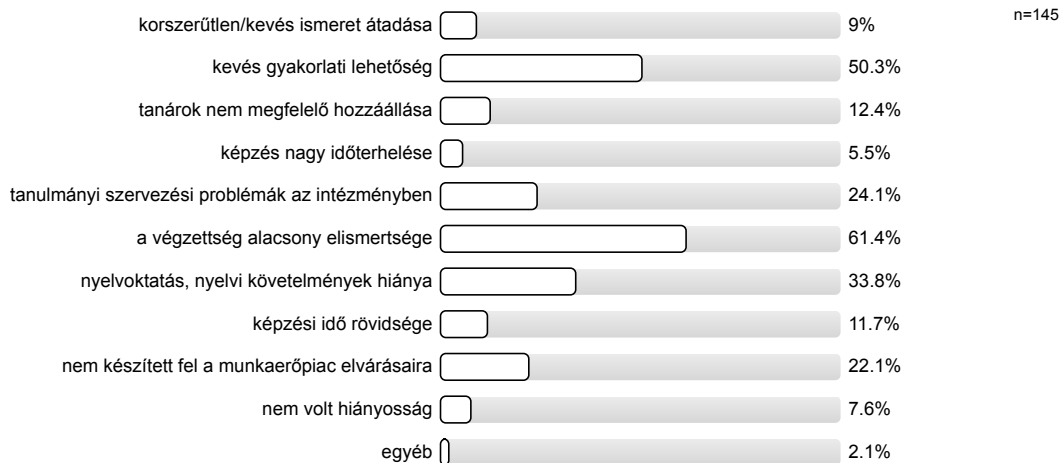 n=145
korszerűtlen/kevés ismeret átadása 9%
kevés gyakorlati lehetőség 50.3%
tanárok nem megfelelő hozzáállása 12.4%
képzés nagy időterhelése 5.5%
tanulmányi szervezési problémák az intézményben 24.1%
a végzettség alacsony elismertsége 61.4%
nyelvoktatás, nyelvi követelmények hiánya 33.8%
képzési idő rövidsége 11.7%
nem készített fel a munkaerőpiac elvárásaira 22.1%
nem volt hiányosság 7.6%
egyéb 2.1%